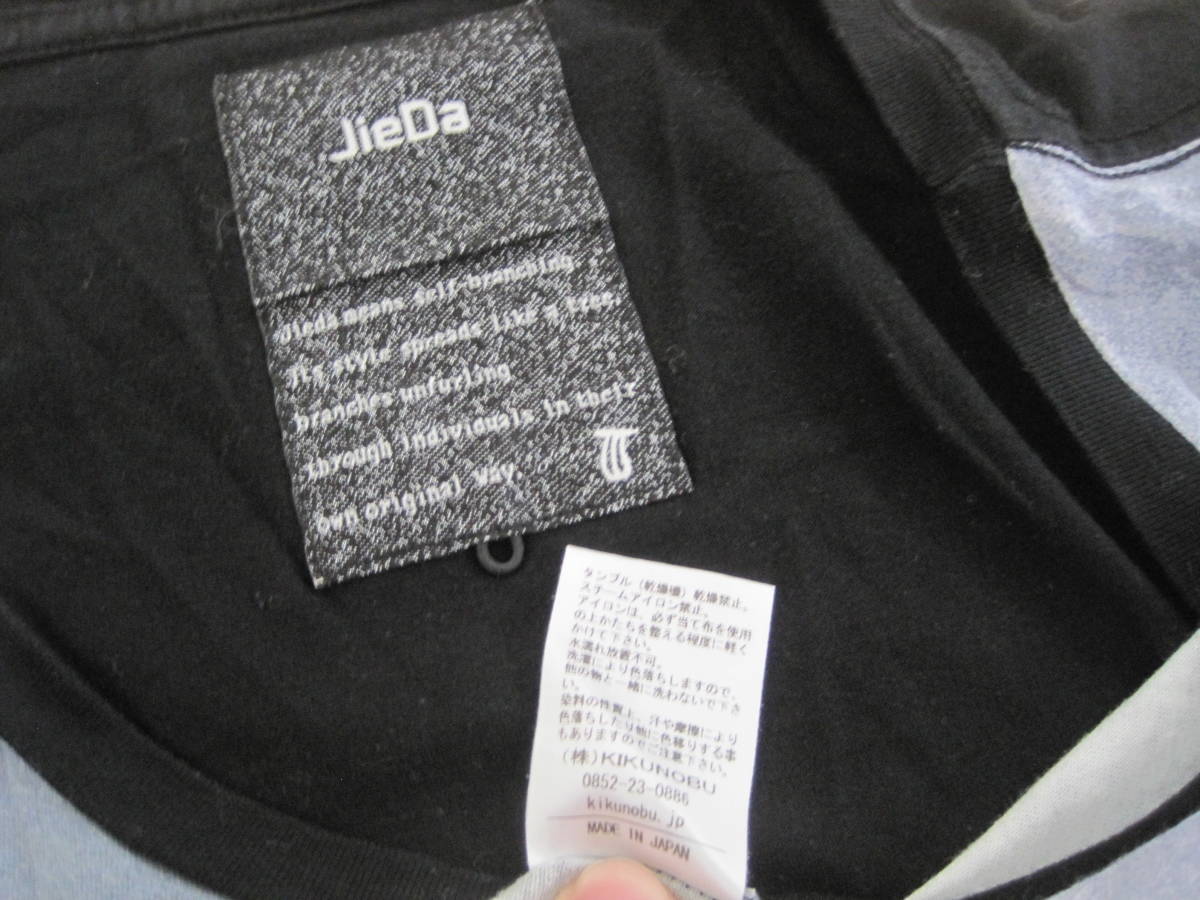 JieDa
JieDa means self-branching
its style spreads like a tree,
branches unfurling
through individuals in their
own original way.
タンブル(乾燥機)乾燥禁止。
スチームアイロン禁止。
アイロンは、必ず当て布を使用
の上かたちを整える程度に軽く
かけて下さい。
水濡れ放置不可。
洗濯により色落ちしますので、
他の物と一緒に洗わないで下さ
い。
染料の性質上、汗や摩擦により
色落ちしたり他に色移りする事
もありますのでご注意下さい。
(株)KIKUNOBU
0852-23-0886
kikunobu.jp
MADE IN JAPAN